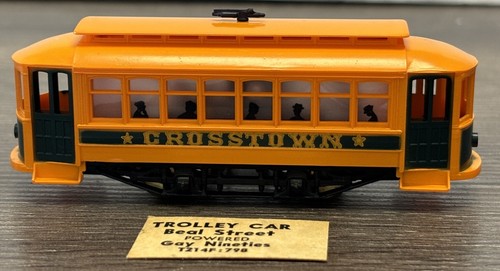 ★ CROSSTOWN ★
TROLLEY CAR
Beal Street
POWERED
Gay Nineties
T214F:798